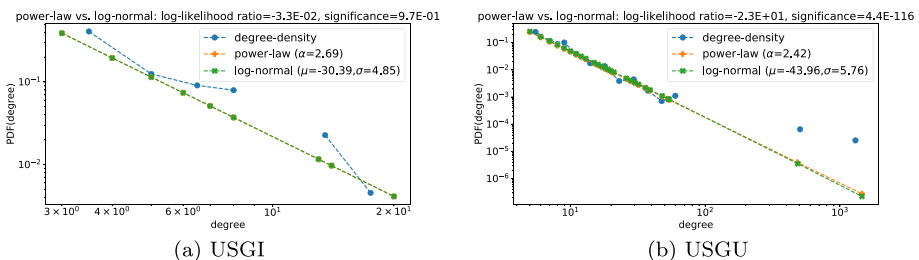 power-law vs. log-normal: log-likelihood ratio=-3.3E-02, significance=9.7E-01
PDF(degree)
10⁻¹
10⁻²
degree-density
power-law (α=2.69)
log-normal (μ=-30.39,σ=4.85)
3 × 10⁰
4 × 10⁰
6 × 10⁰
10¹
2 × 10¹
degree
(a) USGI
power-law vs. log-normal: log-likelihood ratio=-2.3E+01, significance=4.4E-116
PDF(degree)
10⁻¹
10⁻²
10⁻³
10⁻⁴
10⁻⁵
10⁻⁶
degree-density
power-law (α=2.42)
log-normal (μ=-43.96,σ=5.76)
10¹
10²
10³
degree
(b) USGU